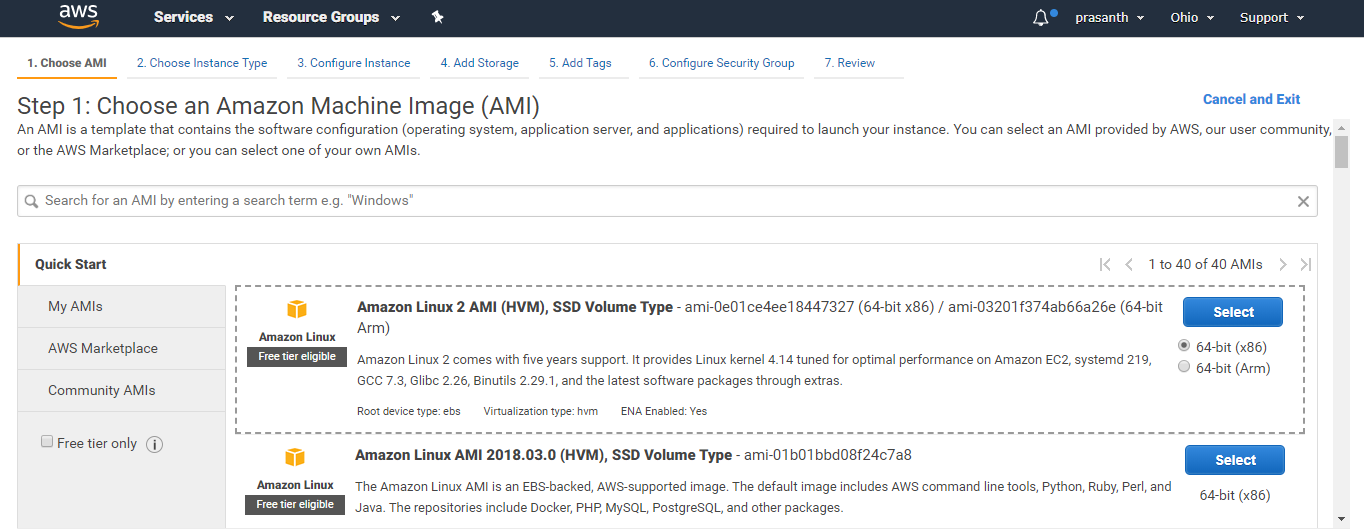 aws Services Resource Groups prasanth Ohio Support
1. Choose AMI 2. Choose Instance Type 3. Configure Instance 4. Add Storage 5. Add Tags 6. Configure Security Group 7. Review
Step 1: Choose an Amazon Machine Image (AMI)
Cancel and Exit
An AMI is a template that contains the software configuration (operating system, application server, and applications) required to launch your instance. You can select an AMI provided by AWS, our user community,
or the AWS Marketplace; or you can select one of your own AMIs.
Search for an AMI by entering a search term e.g. "Windows"
Quick Start
1 to 40 of 40 AMIs
My AMIs
AWS Marketplace
Community AMIs
Free tier only
Amazon Linux
Free tier eligible
Amazon Linux 2 AMI (HVM), SSD Volume Type - ami-0e01ce4ee18447327 (64-bit x86) / ami-03201f374ab66a26e (64-bit
Arm)
Amazon Linux 2 comes with five years support. It provides Linux kernel 4.14 tuned for optimal performance on Amazon EC2, systemd 219,
GCC 7.3, Glibc 2.26, Binutils 2.29.1, and the latest software packages through extras.
Root device type: ebs Virtualization type: hvm ENA Enabled: Yes
Select
64-bit (x86)
64-bit (Arm)
Amazon Linux
Free tier eligible
Amazon Linux AMI 2018.03.0 (HVM), SSD Volume Type - ami-01b01bbd08f24c7a8
The Amazon Linux AMI is an EBS-backed, AWS-supported image. The default image includes AWS command line tools, Python, Ruby, Perl, and
Java. The repositories include Docker, PHP, MySQL, PostgreSQL, and other packages.
Select
64-bit (x86)